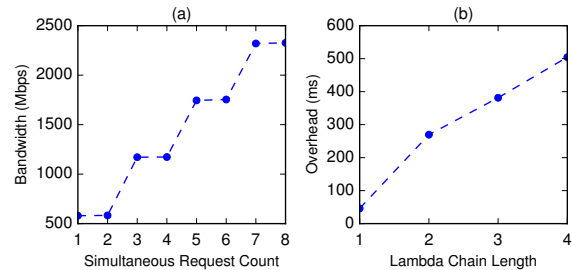 (a)
2500
2000
1500
1000
500
Bandwidth (Mbps)
1 2 3 4 5 6 7 8
Simultaneous Request Count
(b)
600
500
400
300
200
100
0
Overhead (ms)
1 2 3 4
Lambda Chain Length